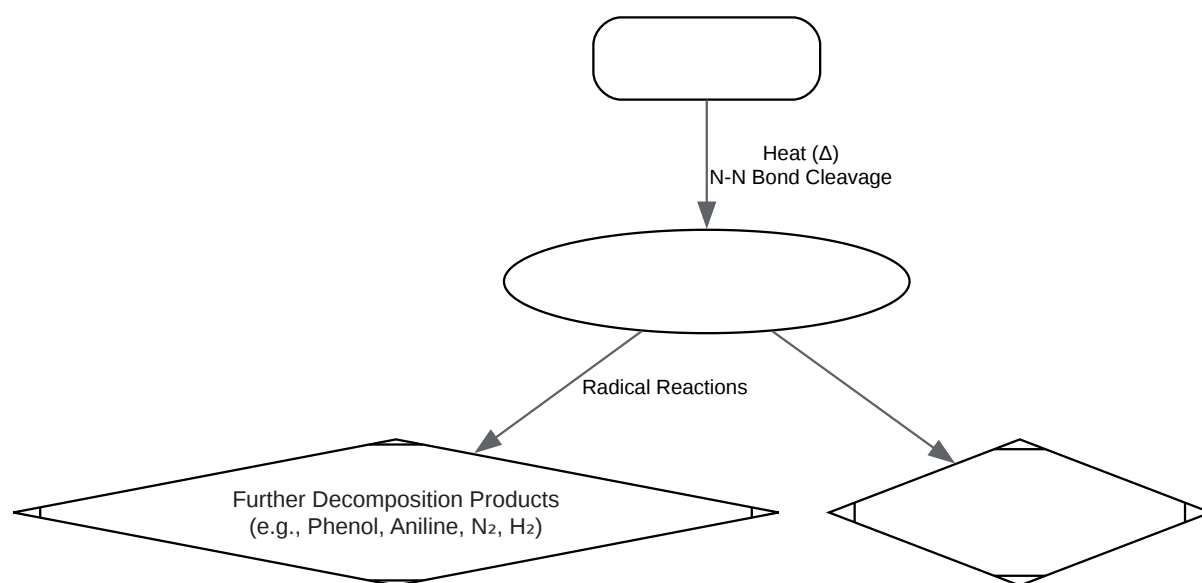 Heat (Δ)
N-N Bond Cleavage
Radical Reactions
Further Decomposition Products
(e.g., Phenol, Aniline, N₂, H₂)